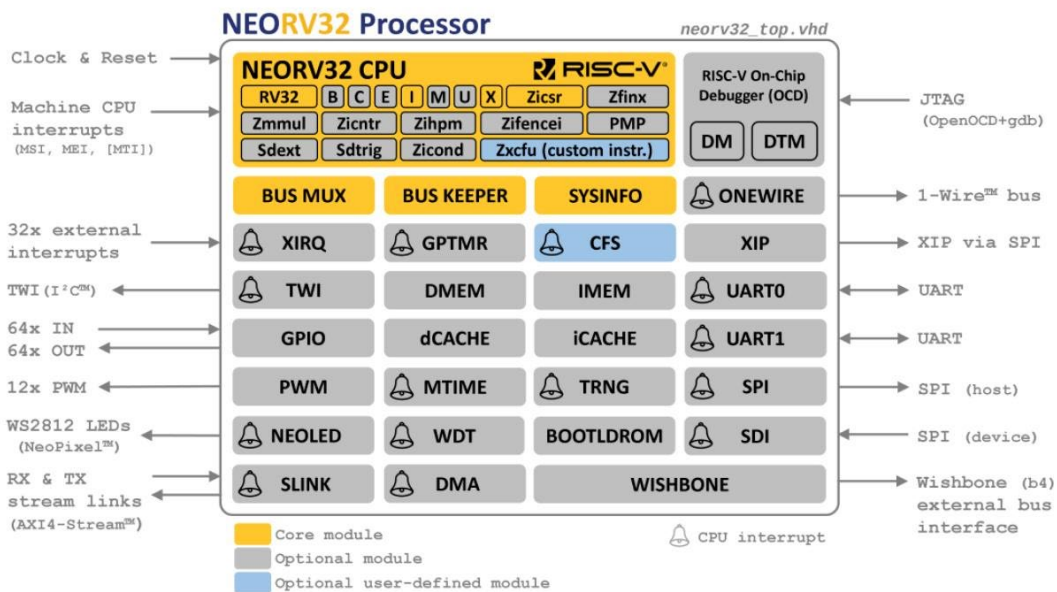 NEORV32 Processor
neorv32_top.vhd
Clock & Reset
Machine CPU
interrupts
(MSI, MEI, [MTI])
32x external
interrupts
TWI(I²C™)
64x IN
64x OUT
12x PWM
WS2812 LEDs
(NeoPixel™)
RX & TX
stream links
(AXI4-Stream™)
NEORV32 CPU RISC-V®
RV32 B C E I M U X Zicsr Zfinx
Zmmul Zicntr Zihpm Zifencei PMP
Sdext Sdtrig Zicond Zxcfu (custom instr.)
RISC-V On-Chip
Debugger (OCD)
DM DTM
BUS MUX BUS KEEPER SYSINFO ONEWIRE
XIRQ GPTMR CFS XIP
TWI DMEM IMEM UART0
GPIO dCACHE iCACHE UART1
PWM MTIME TRNG SPI
NEOLED WDT BOOTLDROM SDI
SLINK DMA WISHBONE
JTAG
(OpenOCD+gdb)
1-Wire™ bus
XIP via SPI
UART
UART
SPI (host)
SPI (device)
Wishbone (b4)
external bus
interface
Core module
Optional module
Optional user-defined module
CPU interrupt